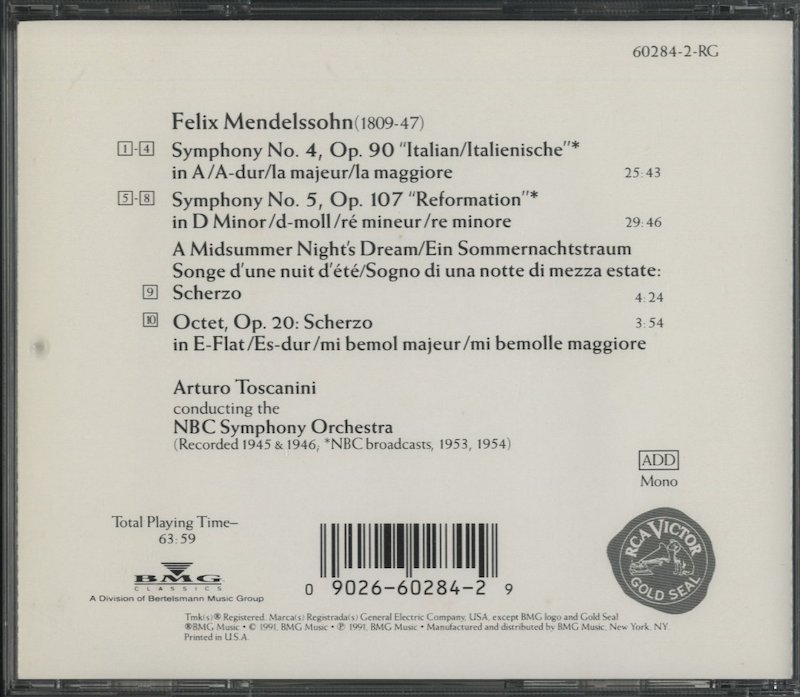 60284-2-RG
Felix Mendelssohn (1809-47)
1-4 Symphony No. 4, Op. 90 "Italian/Italienische"*
in A/A-dur/la majeur/la maggiore 25:43
5-8 Symphony No. 5, Op. 107 "Reformation"*
in D Minor/d-moll/ré mineur/re minore 29:46
A Midsummer Night's Dream/Ein Sommernachtstraum
Songe d'une nuit d'été/Sogno di una notte di mezza estate:
9 Scherzo 4:24
10 Octet, Op. 20: Scherzo 3:54
in E-Flat/Es-dur/mi bemol majeur/mi bemolle maggiore
Arturo Toscanini
conducting the
NBC Symphony Orchestra
(Recorded 1945 & 1946; *NBC broadcasts, 1953, 1954)
ADD
Mono
Total Playing Time–
63:59
BMG
CLASSICS
A Division of Bertelsmann Music Group
0 9026-60284-2 9
RCA VICTOR
GOLD SEAL
Tmk(s) ® Registered. Marca(s) Registrada(s) General Electric Company, USA, except BMG logo and Gold Seal
®BMG Music • © 1991, BMG Music • ℗ 1991, BMG Music • Manufactured and distributed by BMG Music, New York, NY.
Printed in U.S.A.